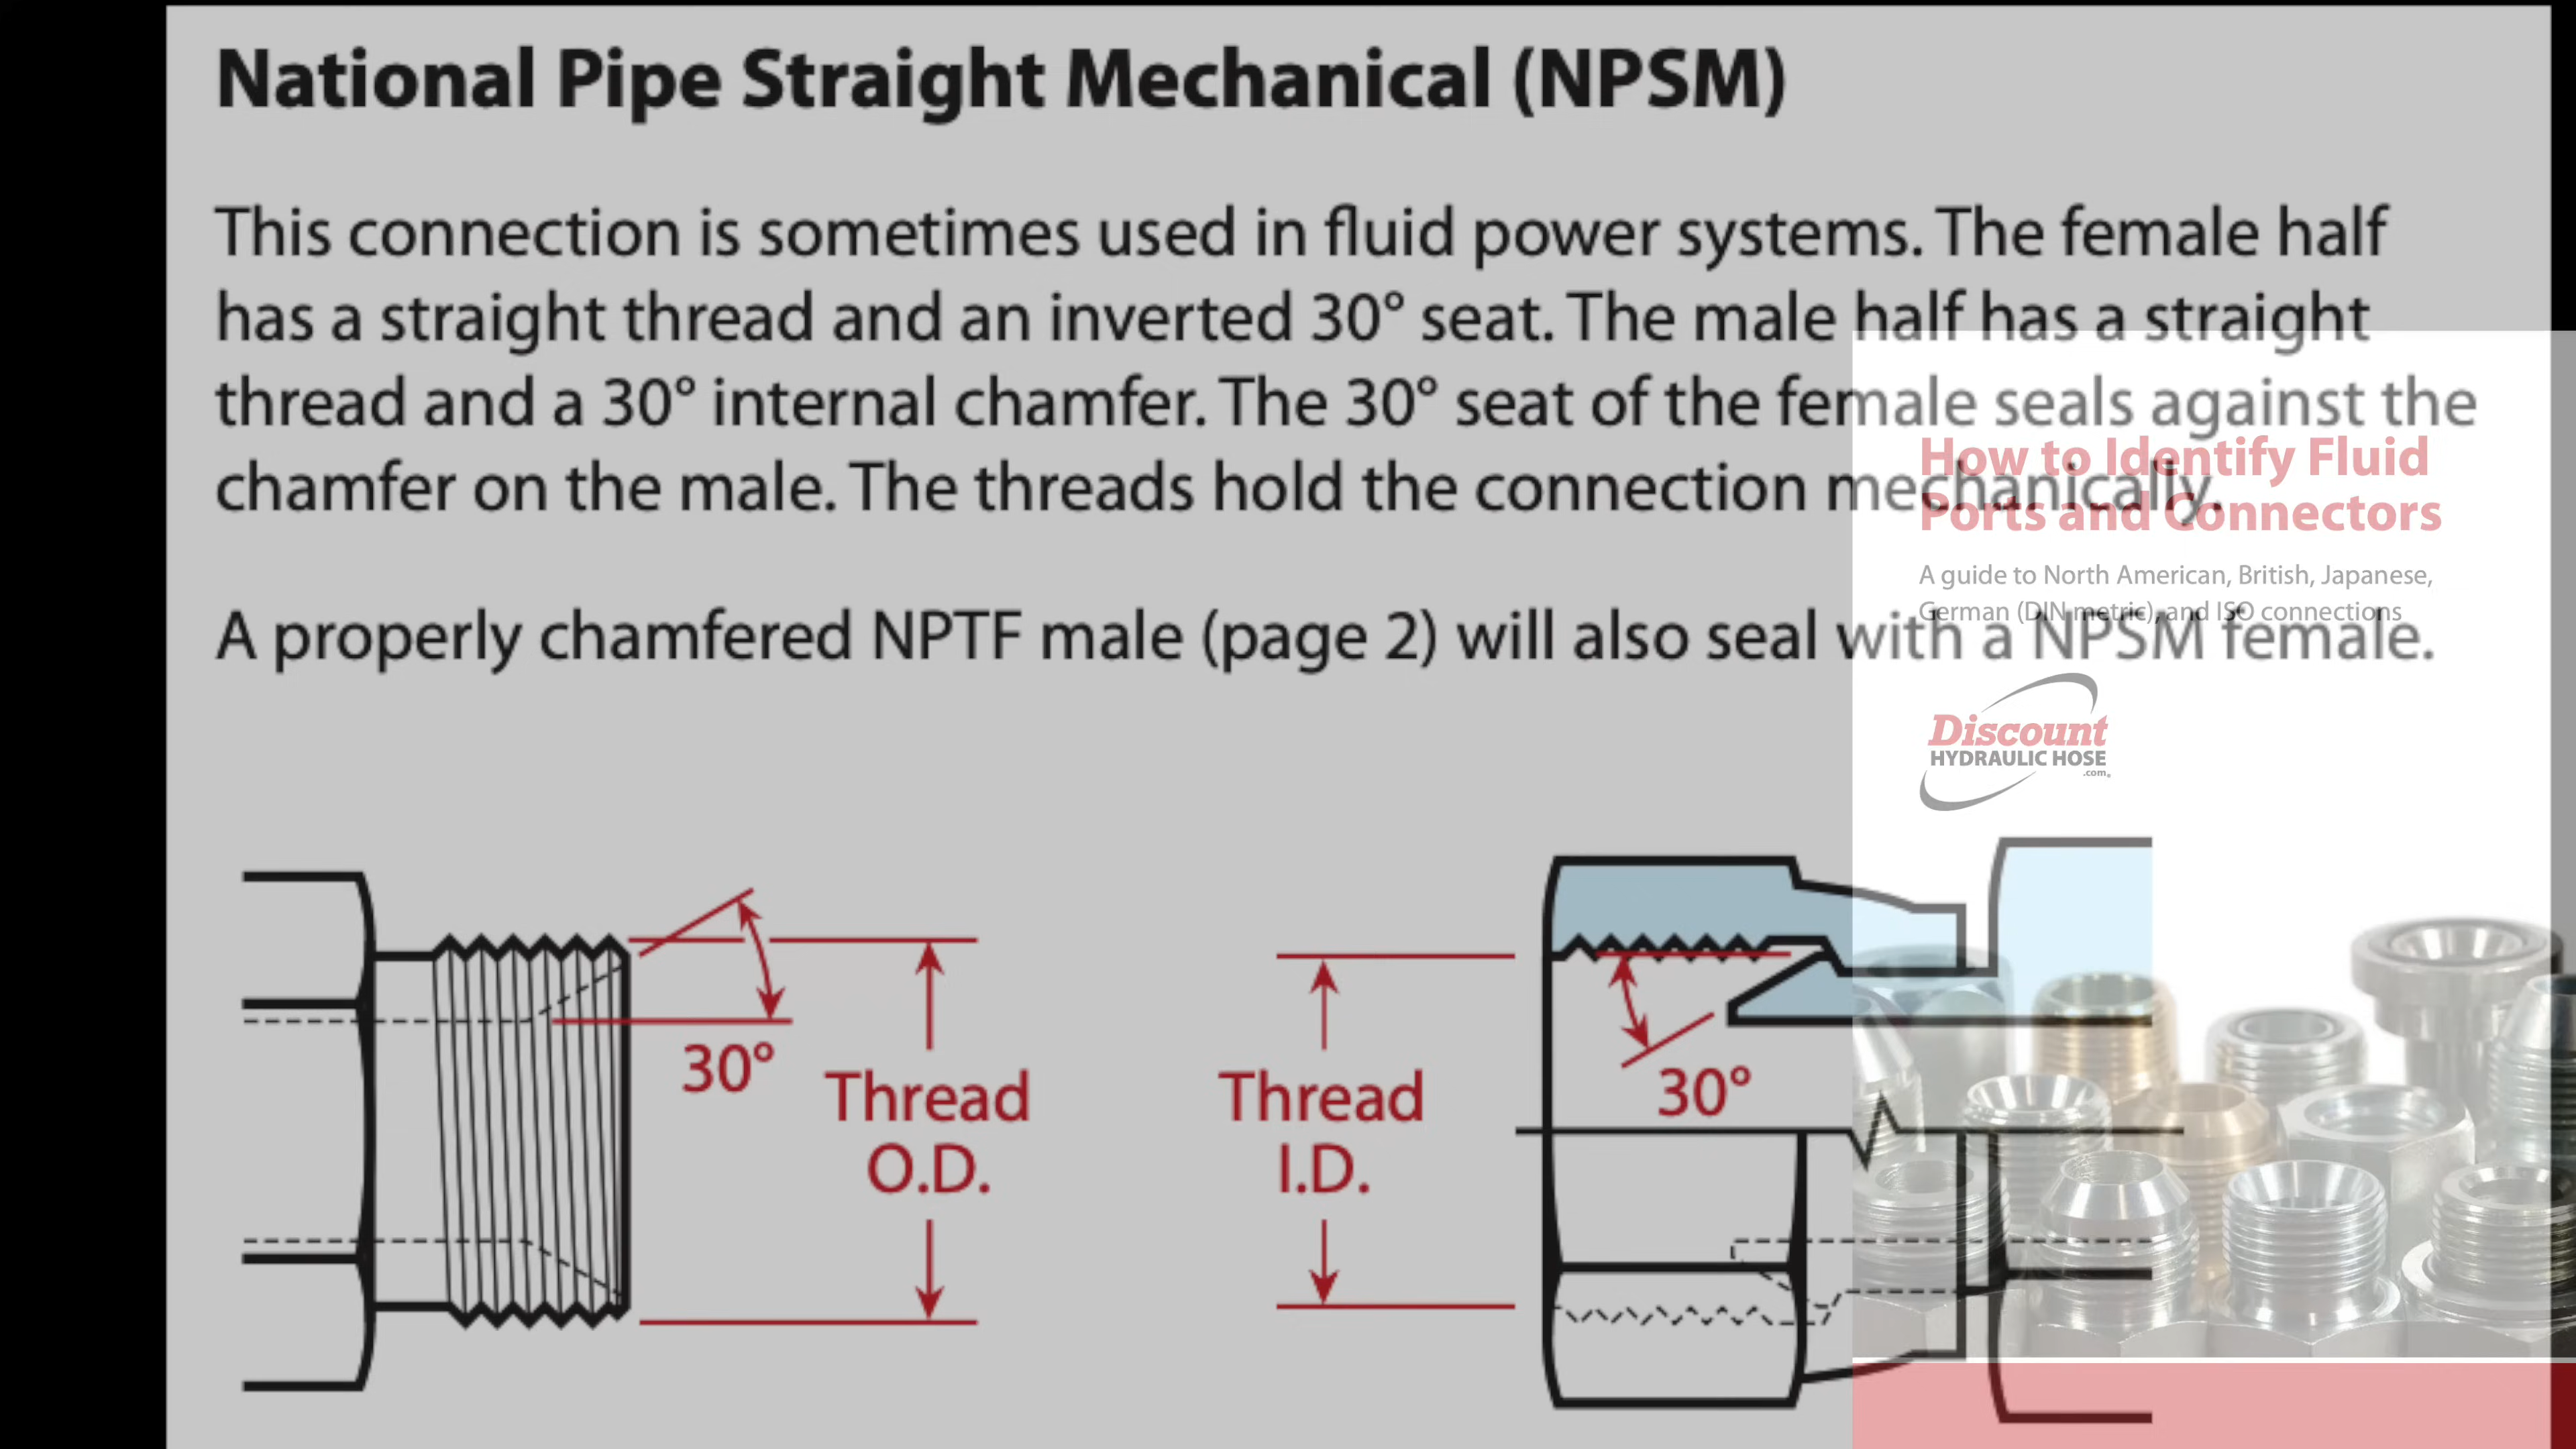 National Pipe Straight Mechanical (NPSM)
This connection is sometimes used in fluid power systems. The female half
has a straight thread and an inverted 30° seat. The male half has a straight
thread and a 30° internal chamfer. The 30° seat of the female seals against the
chamfer on the male. The threads hold the connection mechanically.
A properly chamfered NPTF male (page 2) will also seal with a NPSM female.
How to Identify Fluid
Ports and Connectors
A guide to North American, British, Japanese,
German (DIN metric), and ISO connections
Discount
HYDRAULIC HOSE
.com®
30°
Thread
O.D.
Thread
I.D.
30°